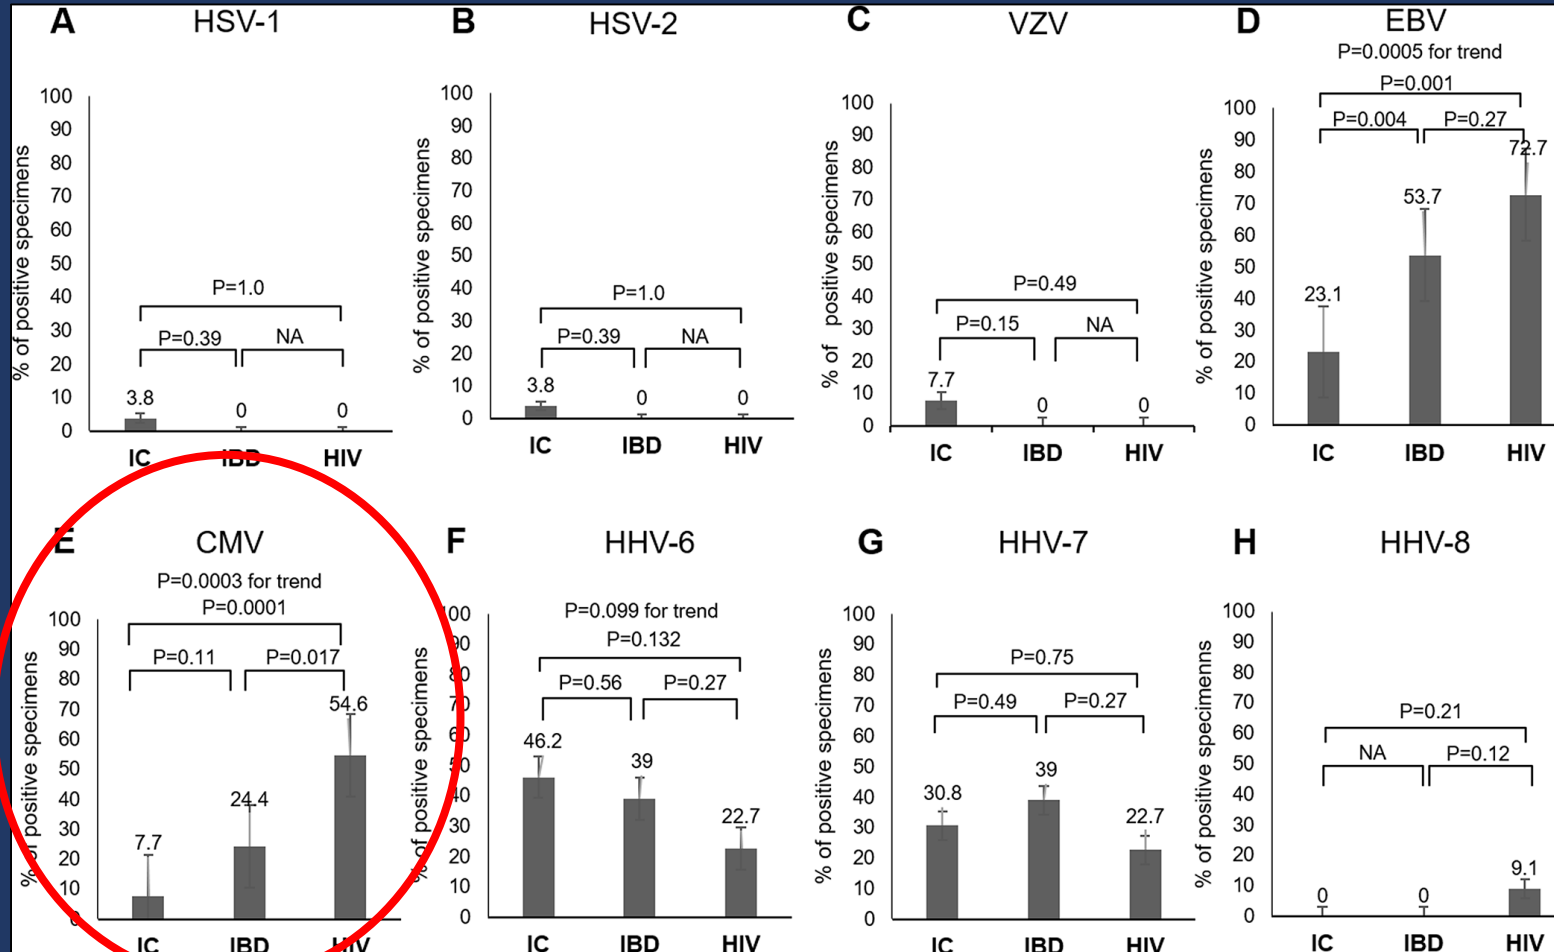 A HSV-1
% of positive specimens
100
90
80
70
60
50
40
30
20
10
0
P=1.0
P=0.39 NA
3.8 0 0
IC IBD HIV
B HSV-2
% of positive specimens
100
90
80
70
60
50
40
30
20
10
0
P=1.0
P=0.39 NA
3.8 0 0
IC IBD HIV
C VZV
% of positive specimens
100
90
80
70
60
50
40
30
20
10
0
P=0.49
P=0.15 NA
7.7 0 0
IC IBD HIV
D EBV
P=0.0005 for trend
P=0.001
P=0.004 P=0.27
% of positive specimens
100
90
80
70
60
50
40
30
20
10
0
23.1 53.7 72.7
IC IBD HIV
E CMV
P=0.0003 for trend
P=0.0001
P=0.11 P=0.017
% of positive specimens
100
90
80
70
60
50
40
30
20
10
0
7.7 24.4 54.6
IC IBD HIV
F HHV-6
P=0.099 for trend
P=0.132
P=0.56 P=0.27
% of positive specimens
100
90
80
70
60
50
40
30
20
10
0
46.2 39 22.7
IC IBD HIV
G HHV-7
P=0.75
P=0.49 P=0.27
% of positive specimens
100
90
80
70
60
50
40
30
20
10
0
30.8 39 22.7
IC IBD HIV
H HHV-8
P=0.21
NA P=0.12
% of positive specimenns
100
90
80
70
60
50
40
30
20
10
0
0 0 9.1
IC IBD HIV